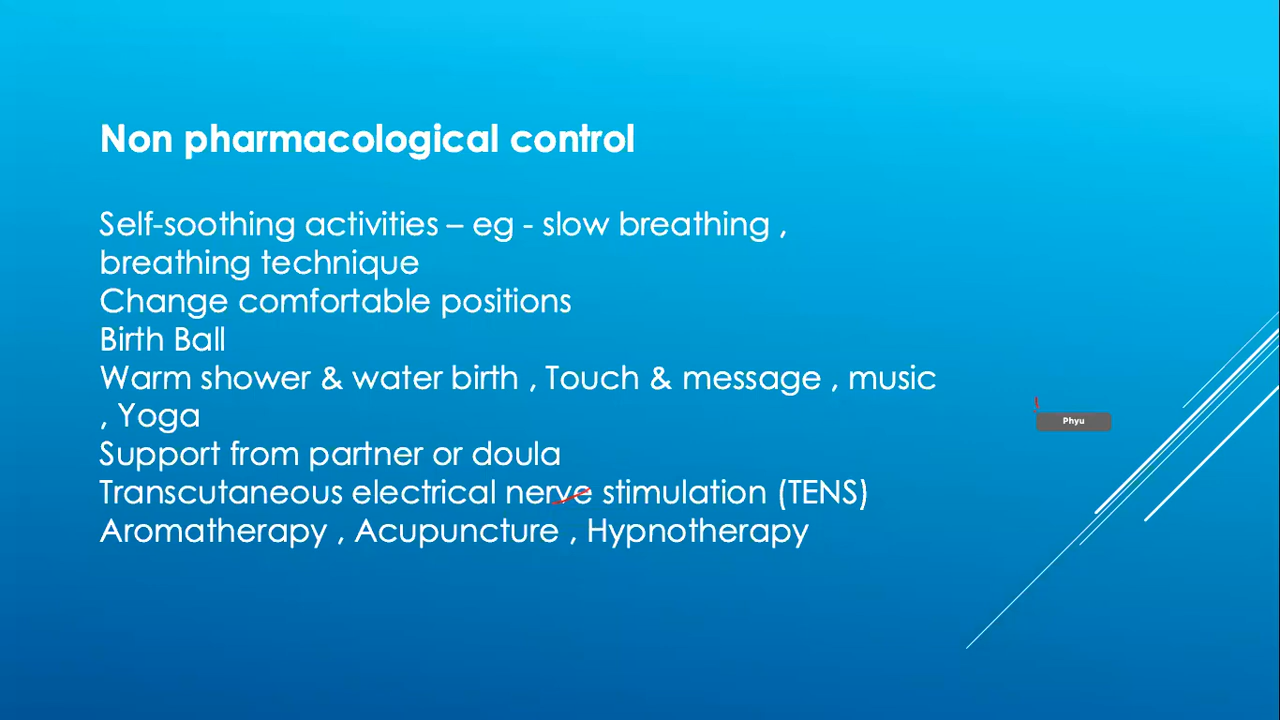 Non pharmacological control
Self-soothing activities – eg - slow breathing ,
breathing technique
Change comfortable positions
Birth Ball
Warm shower & water birth , Touch & message , music
, Yoga
Support from partner or doula
Transcutaneous electrical nerve stimulation (TENS)
Aromatherapy , Acupuncture , Hypnotherapy
Phyu